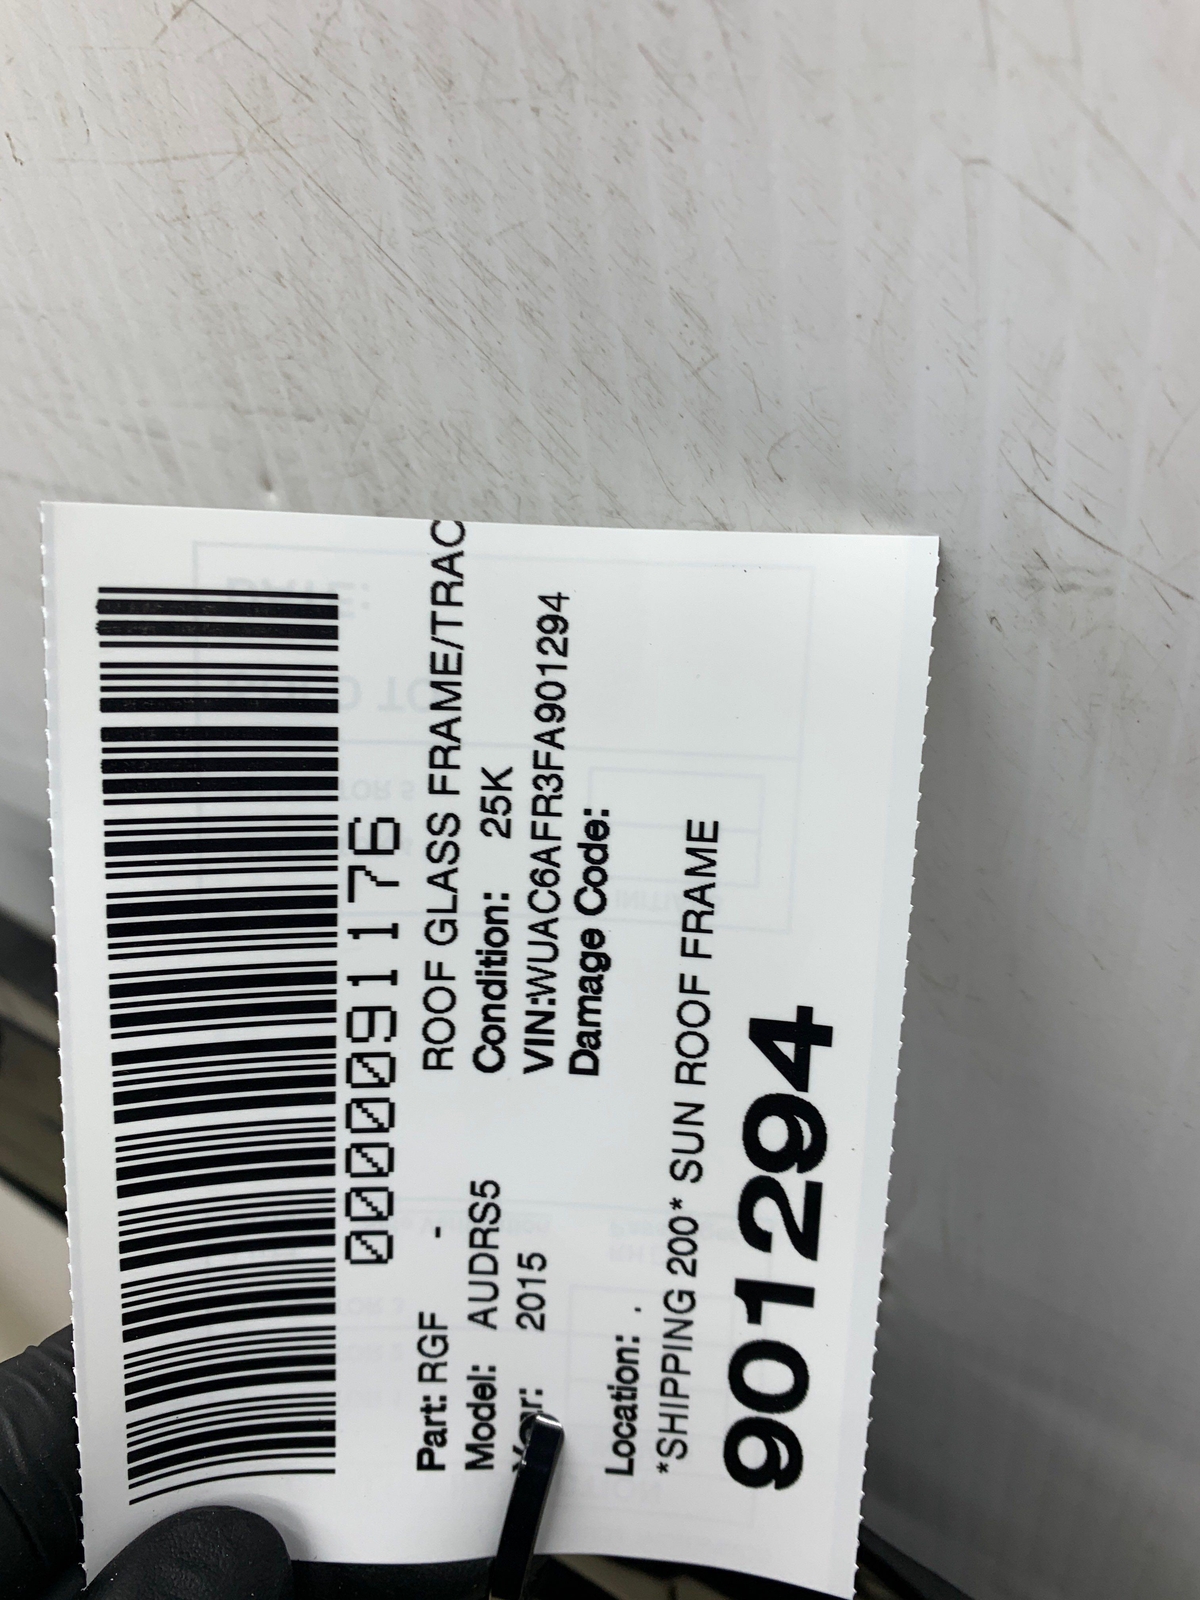 0000091176
Part: RGF - ROOF GLASS FRAME/TRAC
Model: AUDRS5 Condition: 25K
Year: 2015 VIN:WUAC6AFR3FA901294
Damage Code:
Location: .
*SHIPPING 200* SUN ROOF FRAME
901294